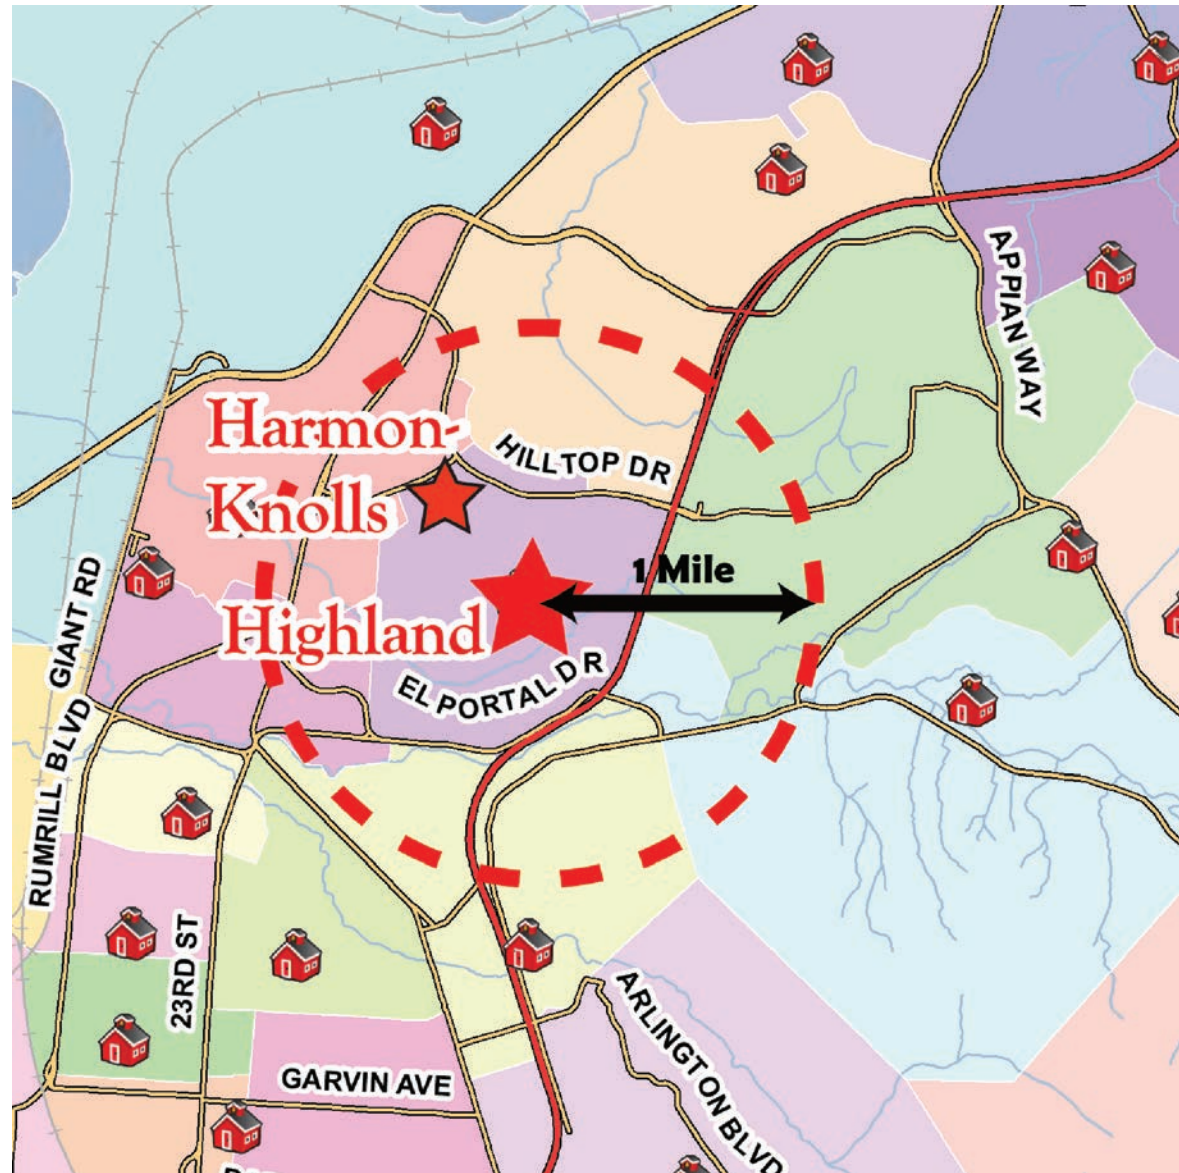 APPIAN WAY
Harmon-
Knolls
HILLTOP DR
1 Mile
Highland
EL PORTAL DR
GIANT RD
RUMRILL BLVD
23RD ST
ARLINGTON BLVD
GARVIN AVE